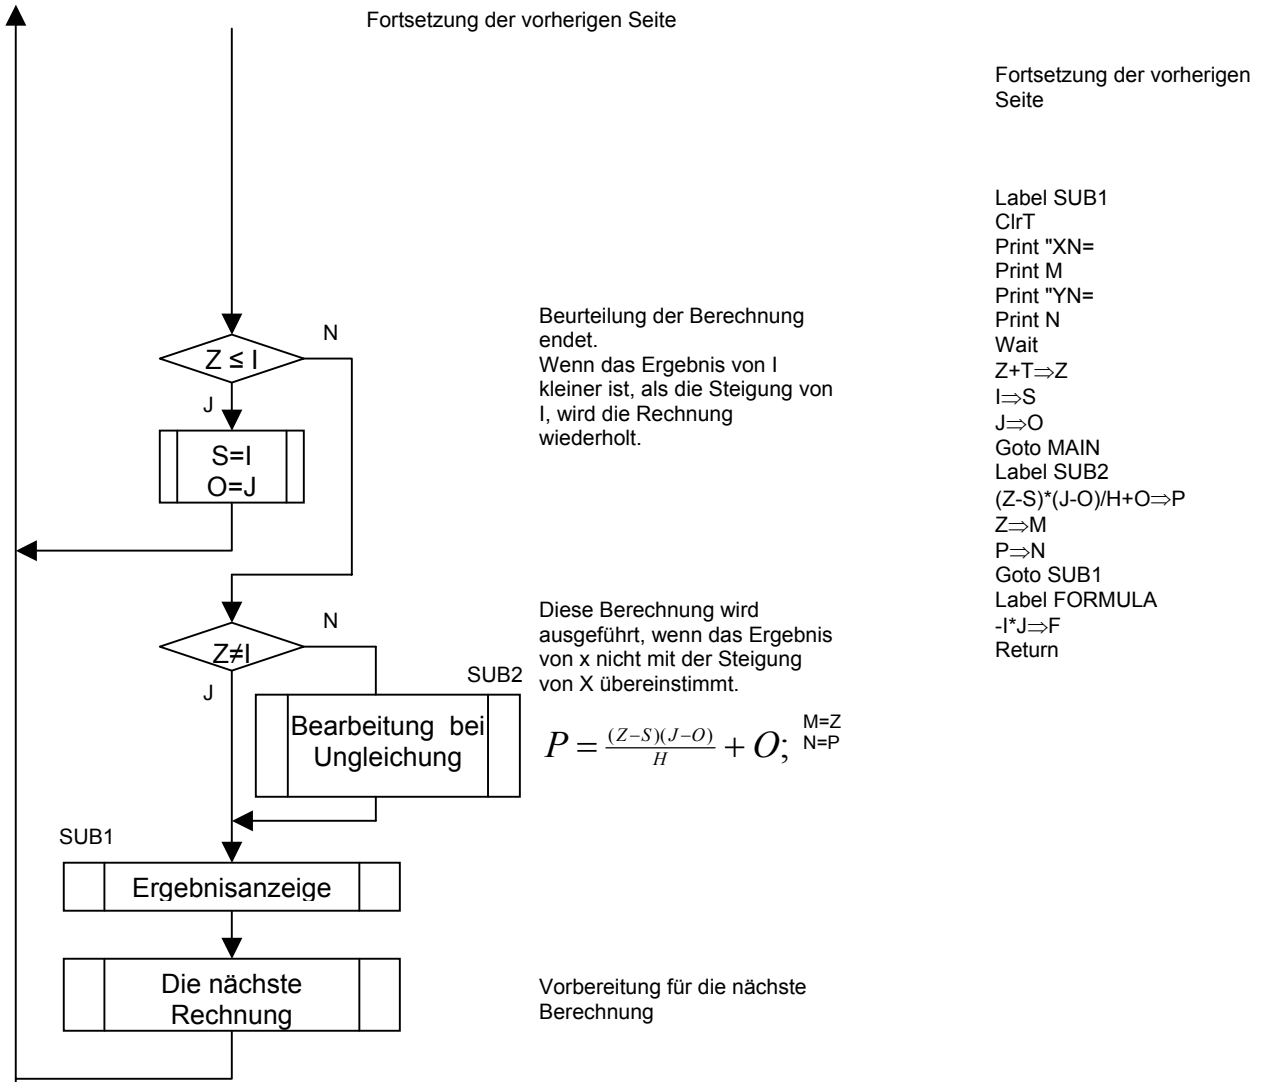 Fortsetzung der vorherigen Seite
Z ≤ I
N
J
S=I
O=J
Z≠I
N
J
SUB2
Bearbeitung bei
Ungleichung
SUB1
Ergebnisanzeige
Die nächste
Rechnung
Beurteilung der Berechnung
endet.
Wenn das Ergebnis von I
kleiner ist, als die Steigung von
I, wird die Rechnung
wiederholt.
Diese Berechnung wird
ausgeführt, wenn das Ergebnis
von x nicht mit der Steigung
von X übereinstimmt.
P = (Z−S)(J−O)/H + O;
M=Z
N=P
Vorbereitung für die nächste
Berechnung
Fortsetzung der vorherigen
Seite
Label SUB1
ClrT
Print "XN=
Print M
Print "YN=
Print N
Wait
Z+T⇒Z
I⇒S
J⇒O
Goto MAIN
Label SUB2
(Z-S)*(J-O)/H+O⇒P
Z⇒M
P⇒N
Goto SUB1
Label FORMULA
-I*J⇒F
Return